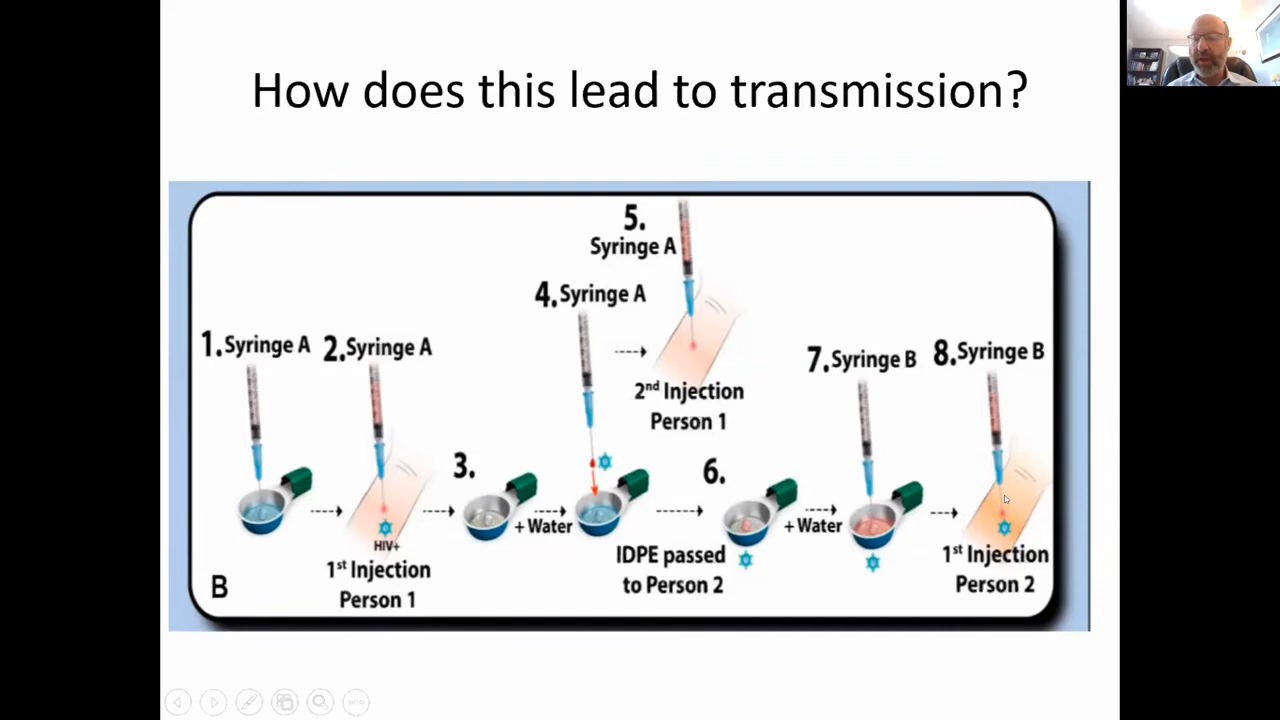 How does this lead to transmission?
5.
Syringe A
4. Syringe A
1. Syringe A
2. Syringe A
7. Syringe B
8. Syringe B
2nd Injection
Person 1
3.
6.
+ Water
+ Water
HIV+
1st Injection
Person 1
IDPE passed
to Person 2
1st Injection
Person 2
B